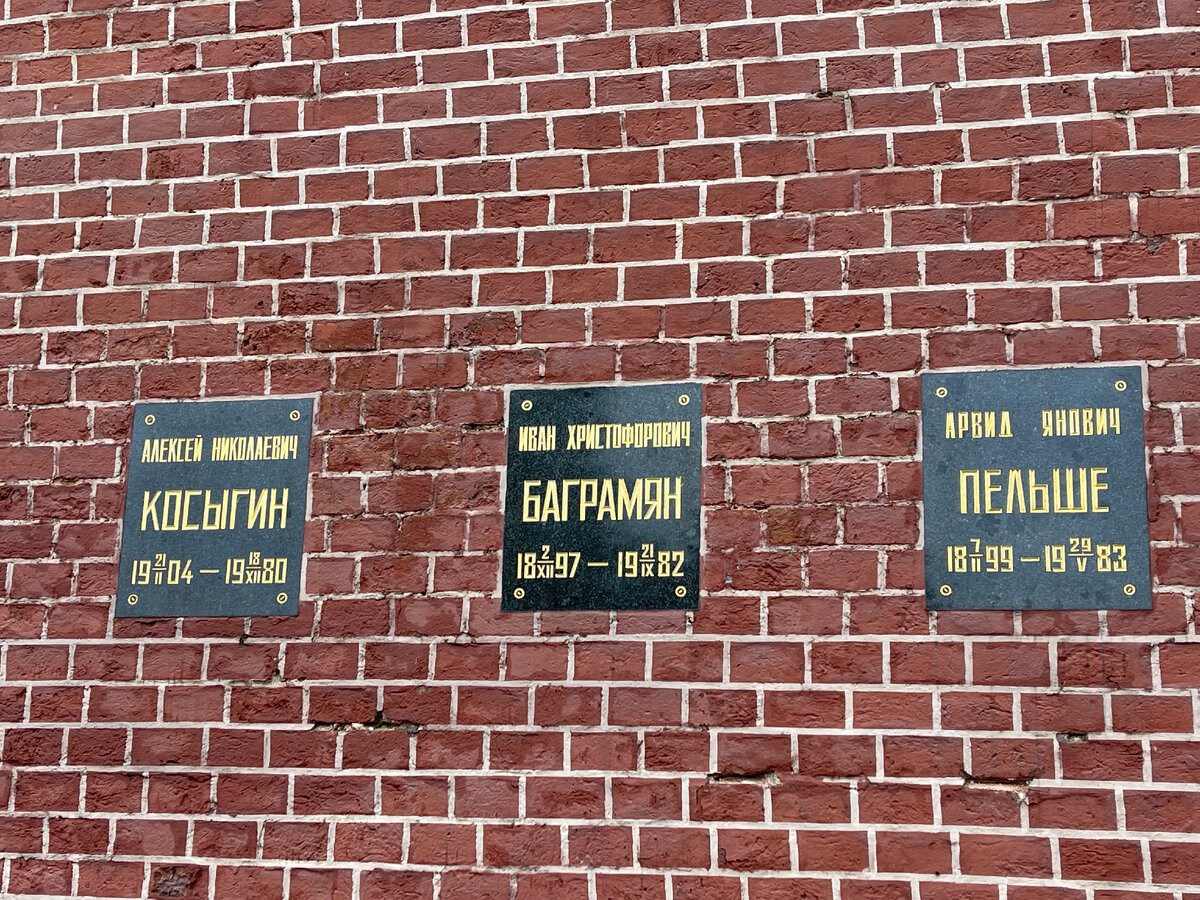 АЛЕКСЕЙ НИКОЛАЕВИЧ
КОСЫГИН
19 21/II 04 — 19 18/XII 80
ИВАН ХРИСТОФОРОВИЧ
БАГРАМЯН
18 2/XII 97 — 19 21/IX 82
АРВИД ЯНОВИЧ
ПЕЛЬШЕ
18 7/II 99 — 19 29/V 83